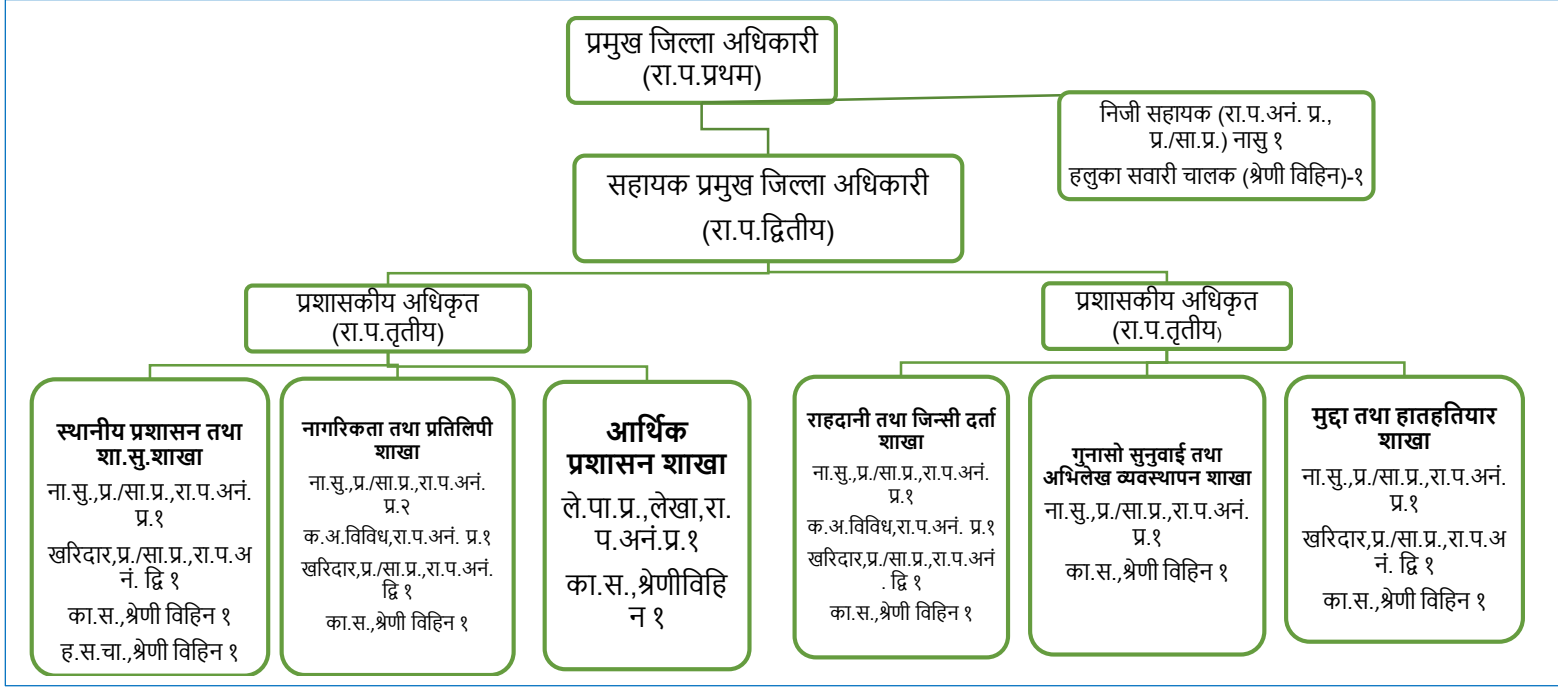 प्रमुख जिल्ला अधिकारी
(रा.प.प्रथम)
निजी सहायक (रा.प.अनं. प्र.,
प्र./सा.प्र.) नासु १
हलुका सवारी चालक (श्रेणी विहिन)-१
सहायक प्रमुख जिल्ला अधिकारी
(रा.प.द्वितीय)
प्रशासकीय अधिकृत
(रा.प.तृतीय)
प्रशासकीय अधिकृत
(रा.प.तृतीय)
स्थानीय प्रशासन तथा
शा.सु.शाखा
ना.सु.,प्र./सा.प्र.,रा.प.अनं.
प्र.१
खरिदार,प्र./सा.प्र.,रा.प.अ
नं. द्वि १
का.स.,श्रेणी विहिन १
ह.स.चा.,श्रेणी विहिन १
नागरिकता तथा प्रतिलिपी
शाखा
ना.सु.,प्र./सा.प्र.,रा.प.अनं.
प्र.२
क.अ.विविध,रा.प.अनं. प्र.१
खरिदार,प्र./सा.प्र.,रा.प.अनं.
द्वि १
का.स.,श्रेणी विहिन १
आर्थिक
प्रशासन शाखा
ले.पा.प्र.,लेखा,रा.
प.अनं.प्र.१
का.स.,श्रेणीविहि
न १
राहदानी तथा जिन्सी दर्ता
शाखा
ना.सु.,प्र./सा.प्र.,रा.प.अनं.
प्र.१
क.अ.विविध,रा.प.अनं. प्र.१
खरिदार,प्र./सा.प्र.,रा.प.अनं
. द्वि १
का.स.,श्रेणी विहिन १
गुनासो सुनुवाई तथा
अभिलेख व्यवस्थापन शाखा
ना.सु.,प्र./सा.प्र.,रा.प.अनं.
प्र.१
का.स.,श्रेणी विहिन १
मुद्दा तथा हातहतियार
शाखा
ना.सु.,प्र./सा.प्र.,रा.प.अनं.
प्र.१
खरिदार,प्र./सा.प्र.,रा.प.अ
नं. द्वि १
का.स.,श्रेणी विहिन १